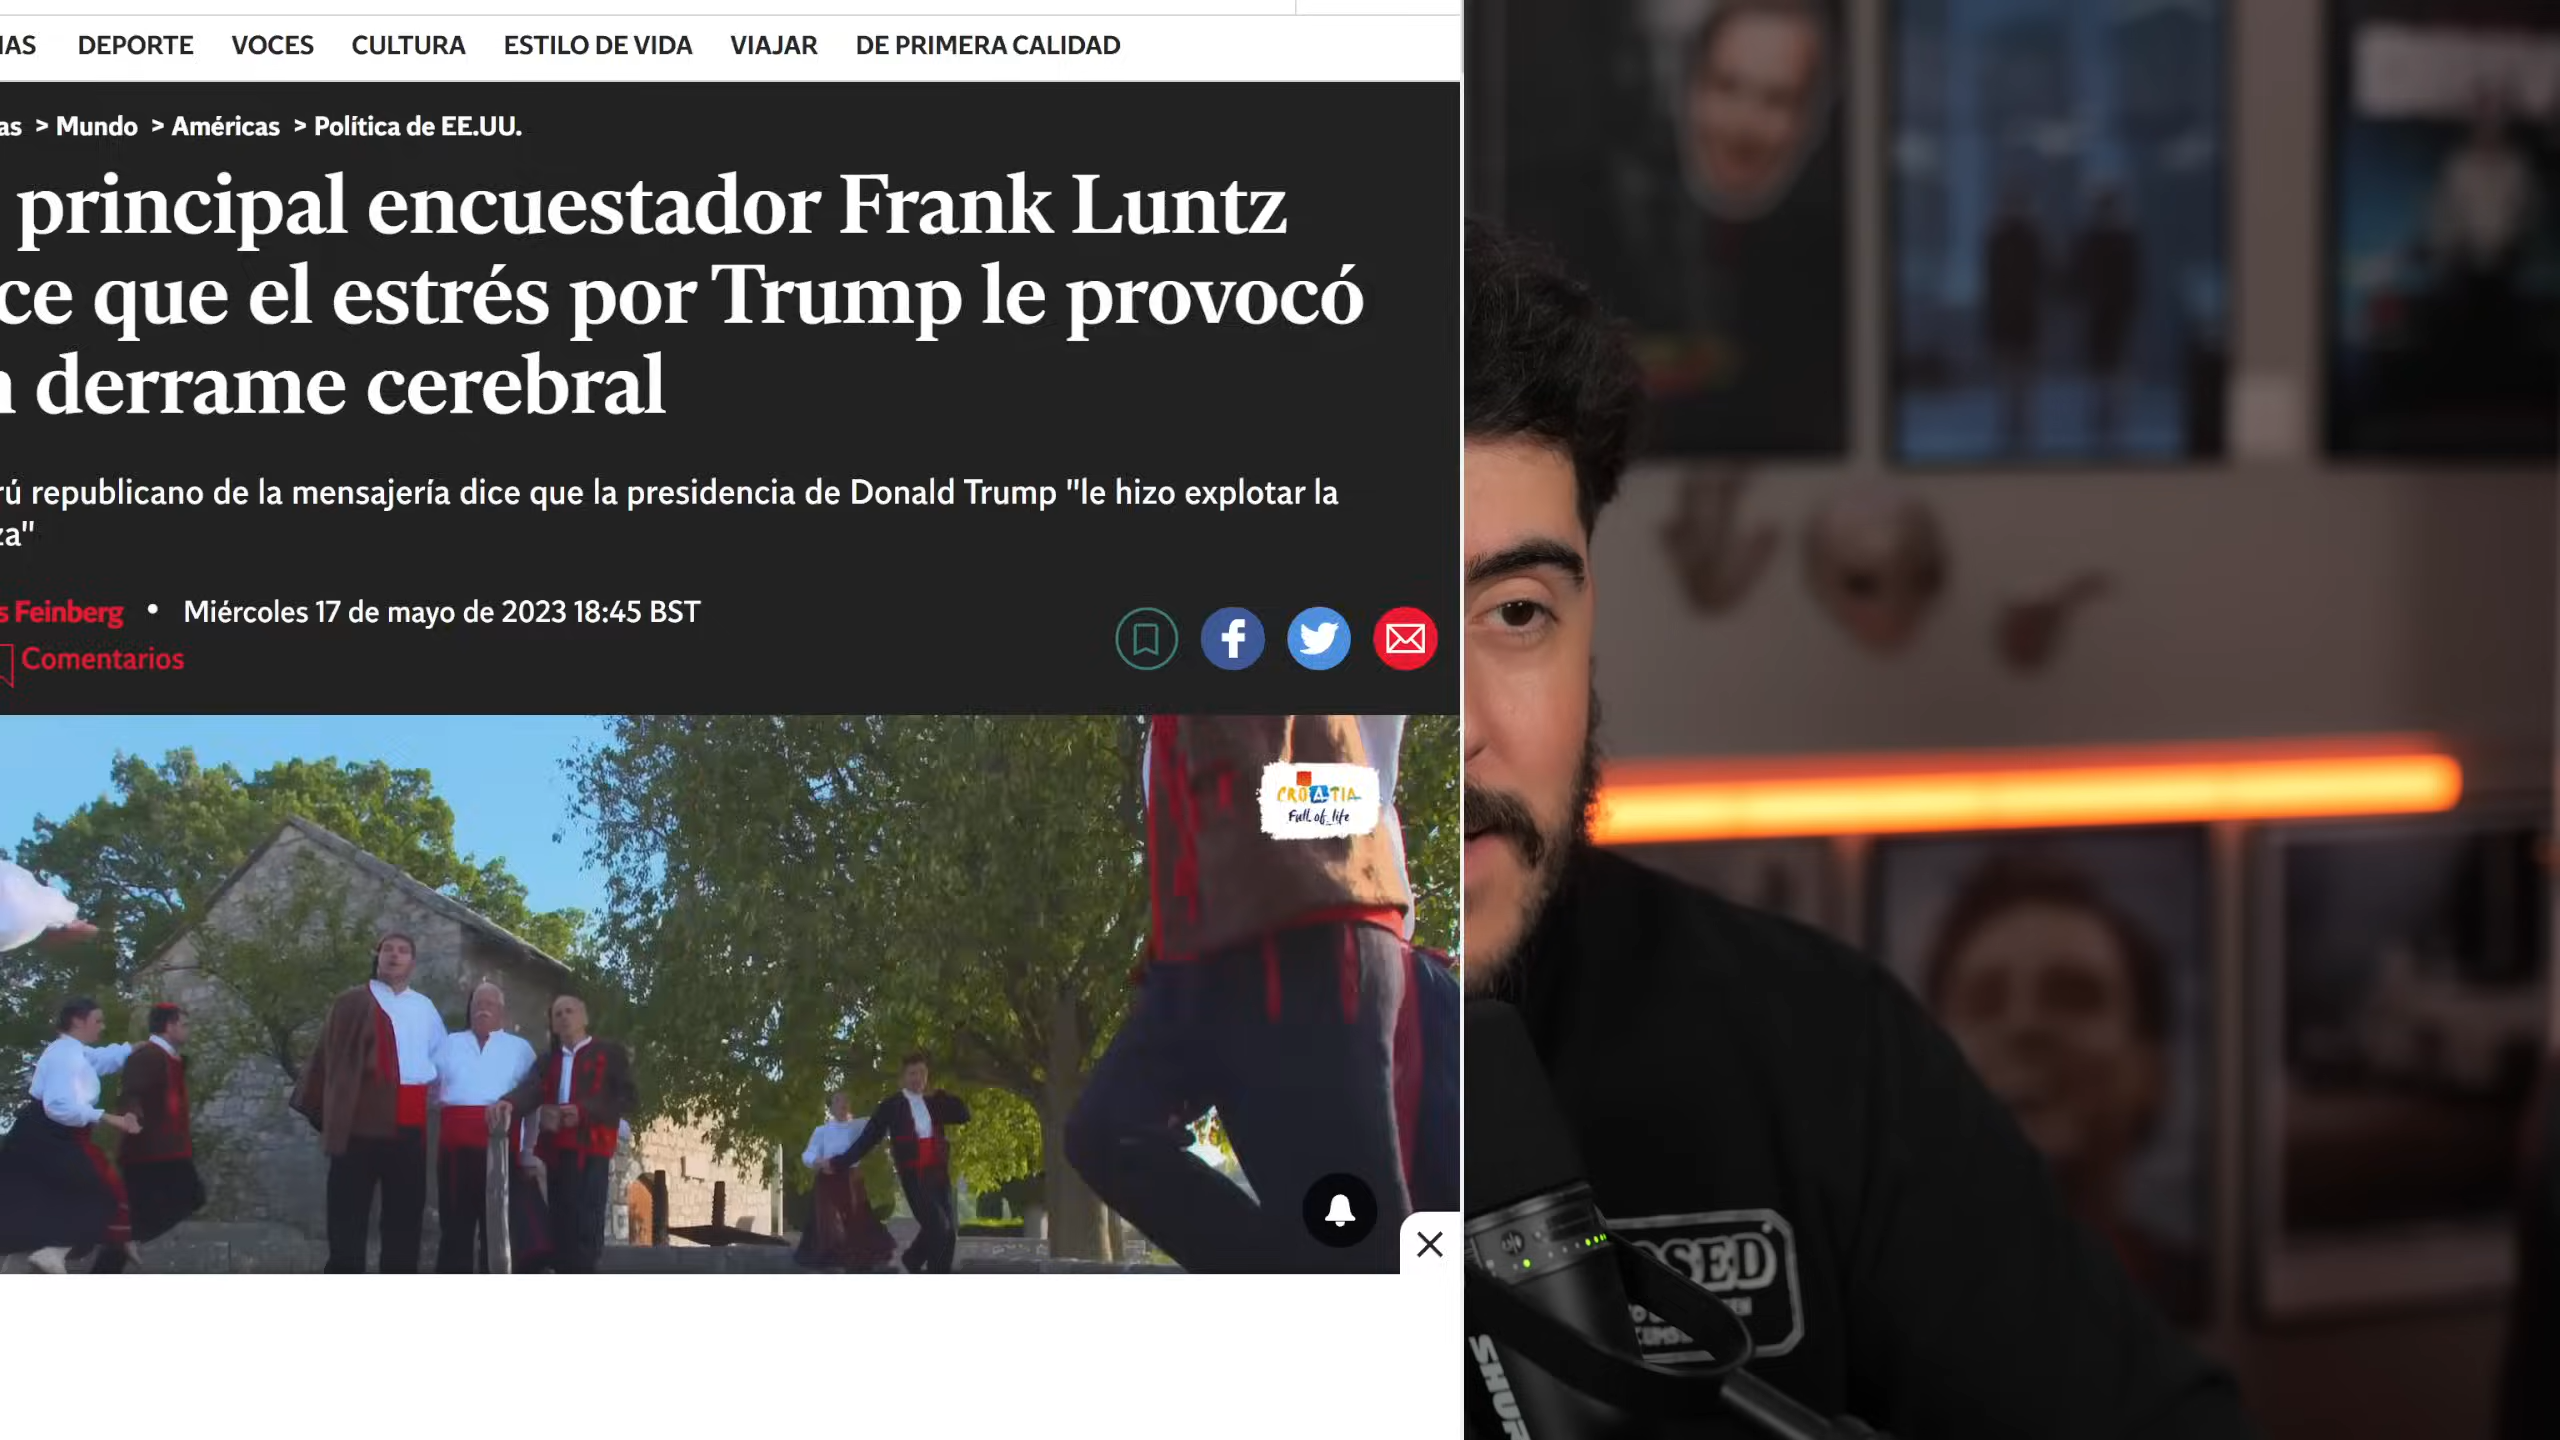 IAS DEPORTE VOCES CULTURA ESTILO DE VIDA VIAJAR DE PRIMERA CALIDAD
as > Mundo > Américas > Política de EE.UU.
principal encuestador Frank Luntz
ce que el estrés por Trump le provocó
n derrame cerebral
rú republicano de la mensajería dice que la presidencia de Donald Trump "le hizo explotar la
za"
s Feinberg • Miércoles 17 de mayo de 2023 18:45 BST
Comentarios
CROATIA
Full of life
SED
SHUR